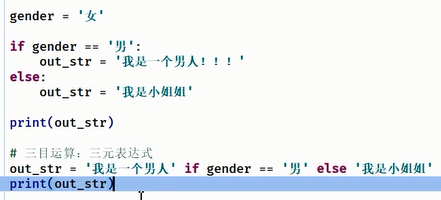 gender = '女'
if gender == '男':
    out_str = '我是一个男人！！！'
else:
    out_str = '我是小姐姐'
print(out_str)
# 三目运算：三元表达式
out_str = '我是一个男人' if gender == '男' else '我是小姐姐'
print(out_str)